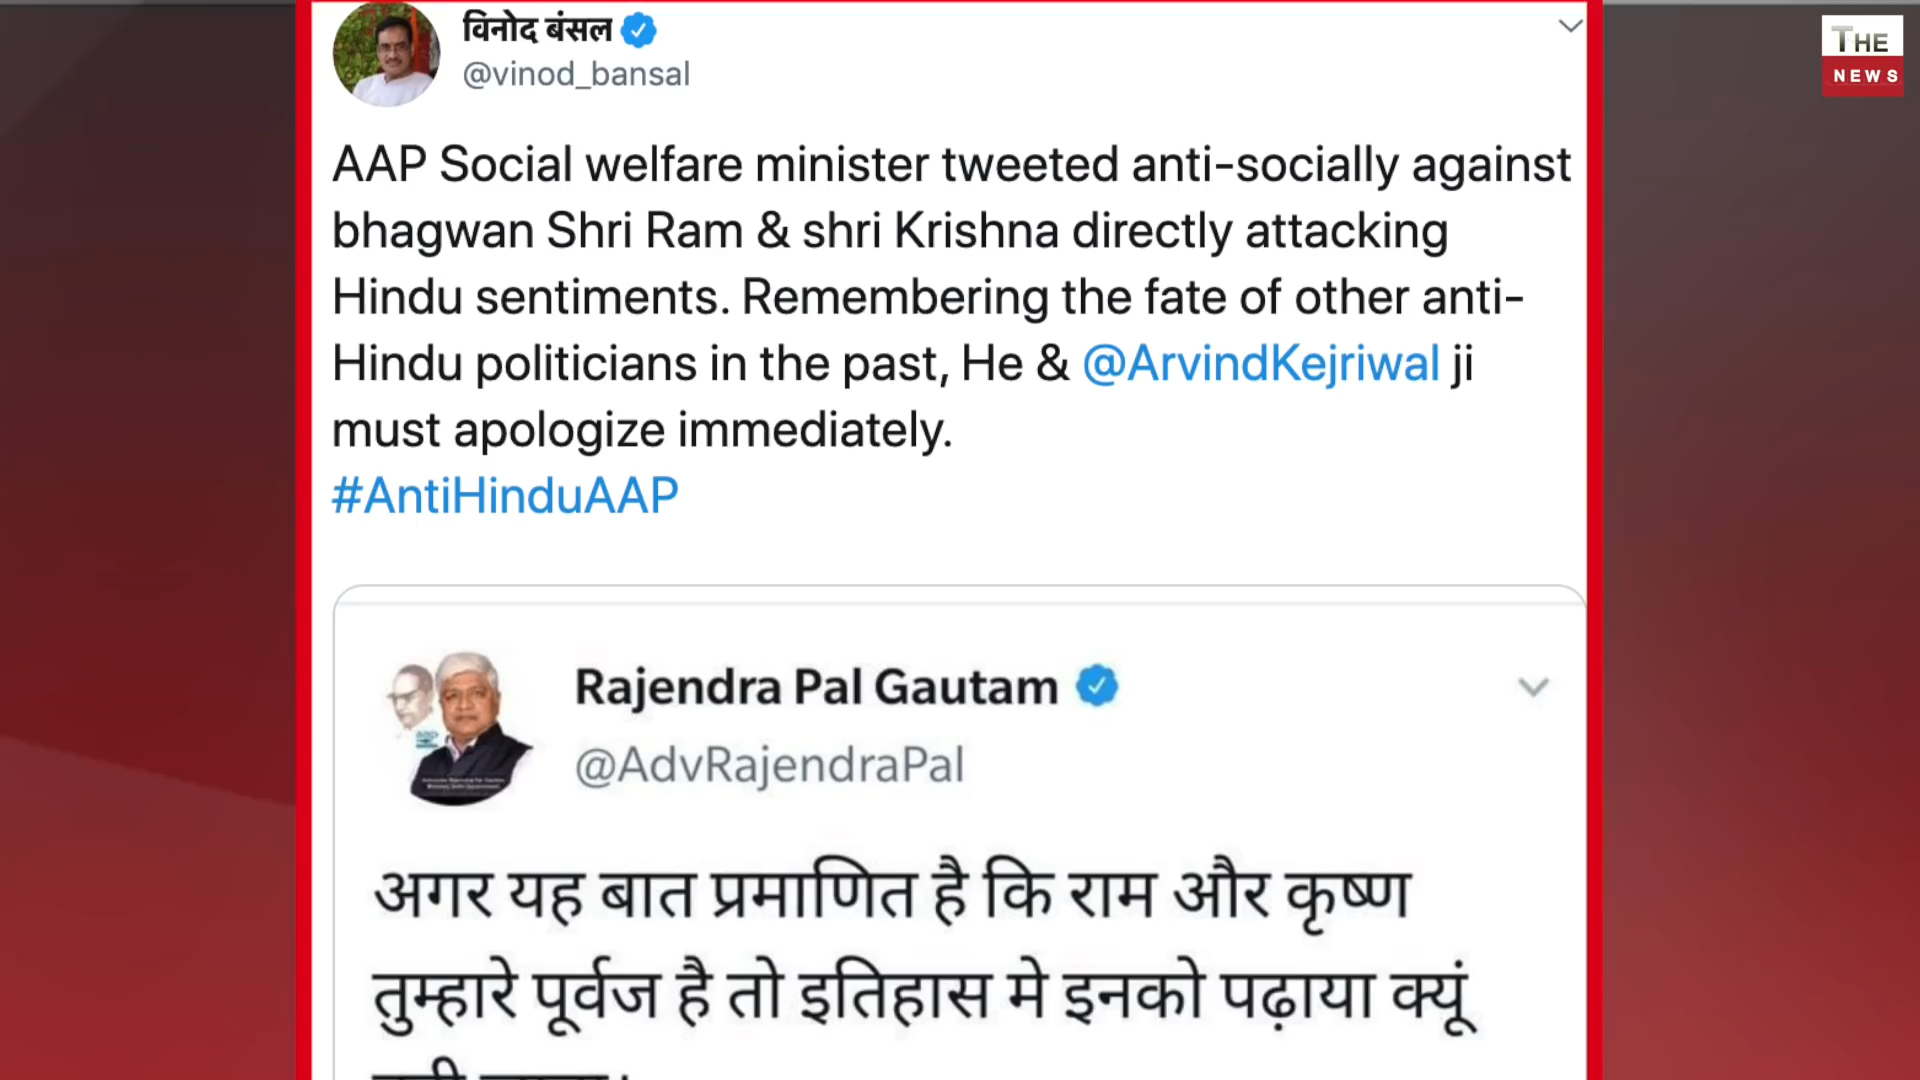 विनोद बंसल
@vinod_bansal
THE
NEWS
AAP Social welfare minister tweeted anti-socially against
bhagwan Shri Ram & shri Krishna directly attacking
Hindu sentiments. Remembering the fate of other anti-
Hindu politicians in the past, He & @ArvindKejriwal ji
must apologize immediately.
#AntiHinduAAP
Rajendra Pal Gautam
@AdvRajendraPal
अगर यह बात प्रमाणित है कि राम और कृष्ण
तुम्हारे पूर्वज है तो इतिहास मे इनको पढ़ाया क्यूं